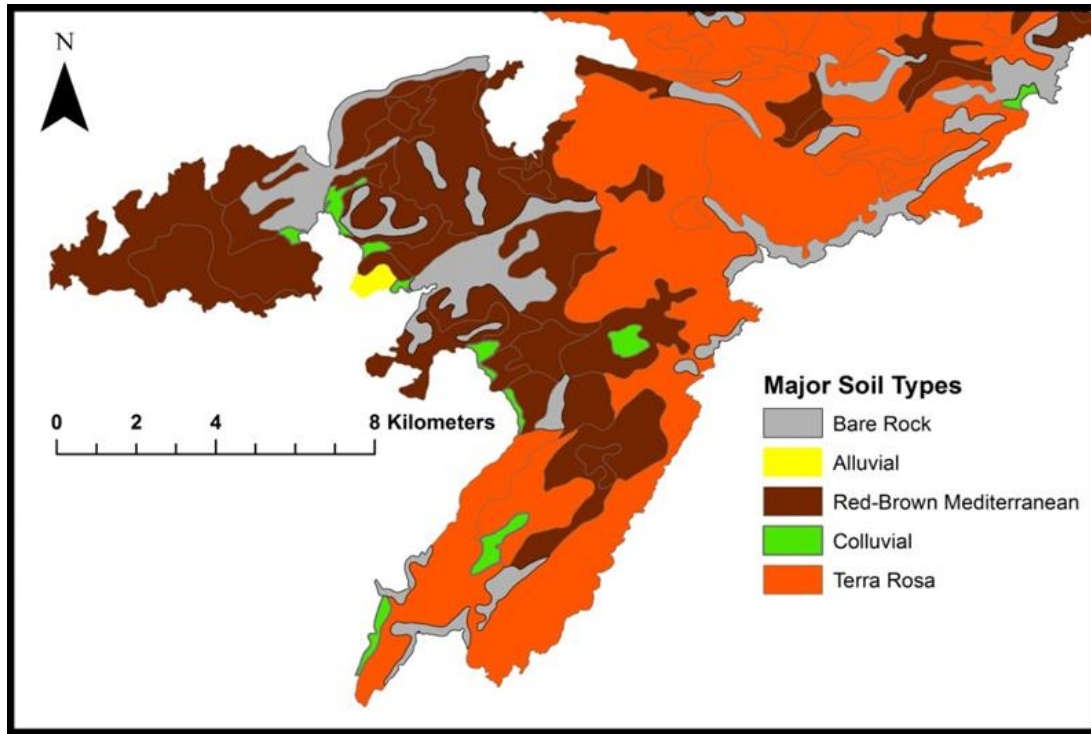 N
0 2 4 8 Kilometers
Major Soil Types
Bare Rock
Alluvial
Red-Brown Mediterranean
Colluvial
Terra Rosa